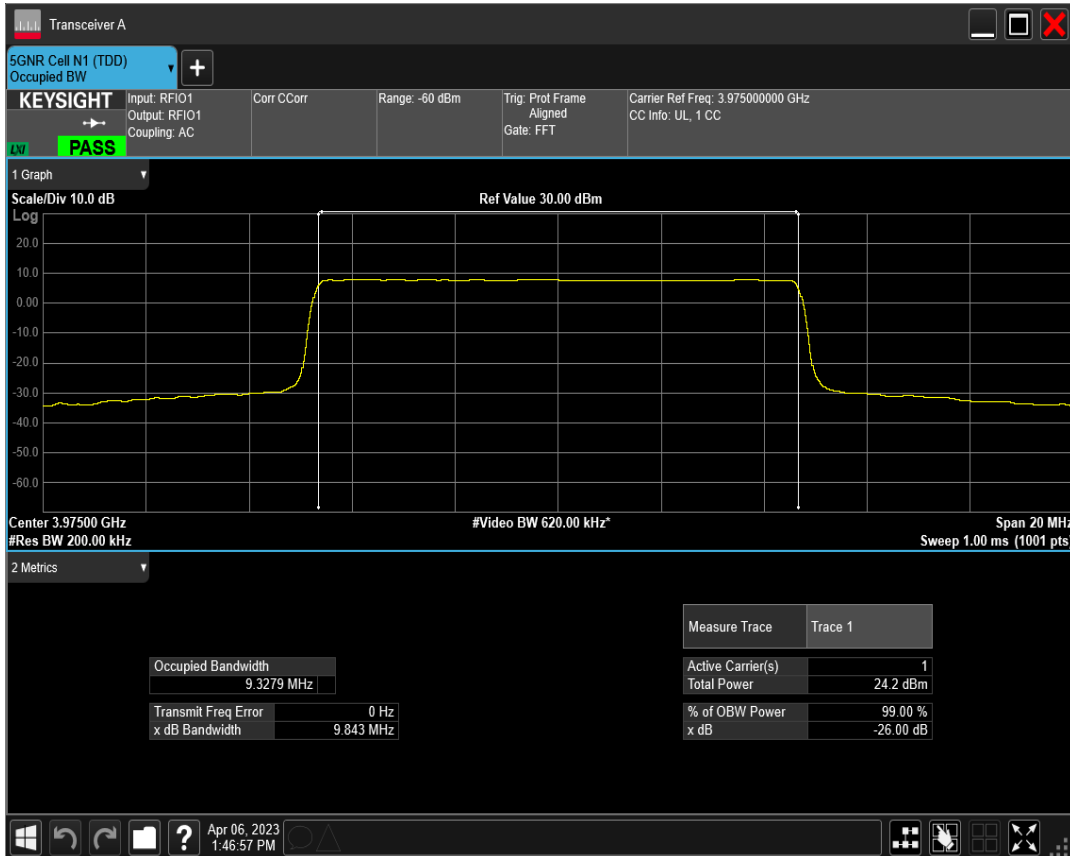 Transceiver A
5GNR Cell N1 (TDD)
Occupied BW
+
KEYSIGHT
LXI
PASS
Input: RFIO1
Output: RFIO1
Coupling: AC
Corr CCorr
Range: -60 dBm
Trig: Prot Frame
Aligned
Gate: FFT
Carrier Ref Freq: 3.975000000 GHz
CC Info: UL, 1 CC
1 Graph
Scale/Div 10.0 dB
Ref Value 30.00 dBm
Log
20.0
10.0
0.00
-10.0
-20.0
-30.0
-40.0
-50.0
-60.0
Center 3.97500 GHz
#Video BW 620.00 kHz*
Span 20 MHz
#Res BW 200.00 kHz
Sweep 1.00 ms (1001 pts)
2 Metrics
Measure Trace Trace 1
Occupied Bandwidth
9.3279 MHz
Active Carrier(s) 1
Total Power 24.2 dBm
Transmit Freq Error 0 Hz
x dB Bandwidth 9.843 MHz
% of OBW Power 99.00 %
x dB -26.00 dB
?
Apr 06, 2023
1:46:57 PM